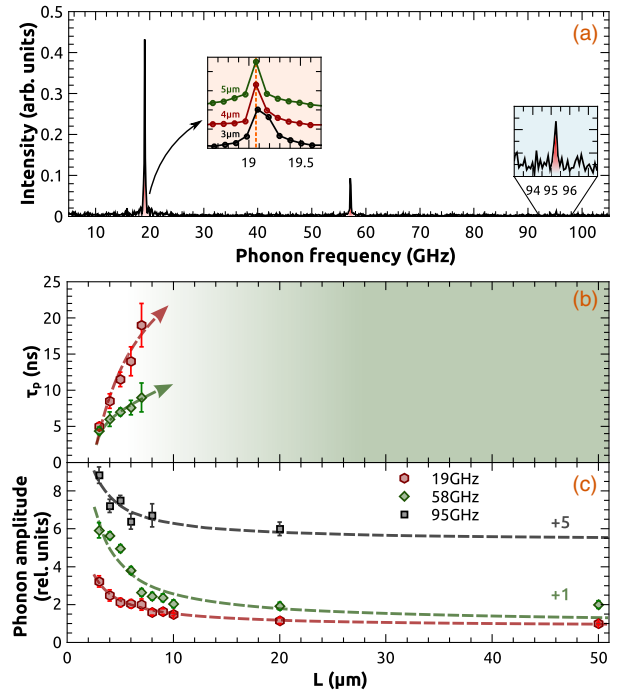 (a)
Intensity (arb. units)
0.5
0.4
0.3
0.2
0.1
0
5μm
4μm
3μm
19
19.5
94 95 96
10 20 30 40 50 60 70 80 90 100
Phonon frequency (GHz)
(b)
τp (ns)
25
20
15
10
5
0
(c)
Phonon amplitude
(rel. units)
8
6
4
2
0
19GHz
58GHz
95GHz
+5
+1
0 10 20 30 40 50
L (μm)